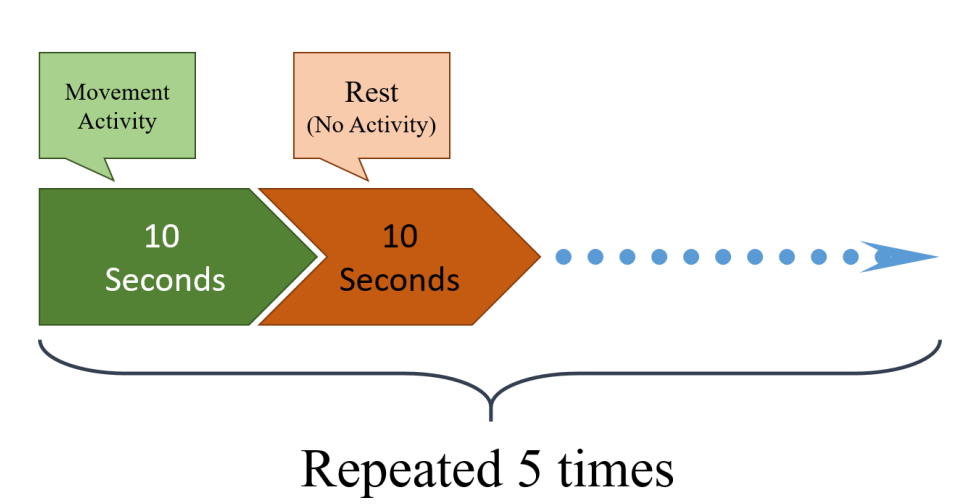 Movement
Activity
Rest
(No Activity)
10
Seconds
10
Seconds
Repeated 5 times